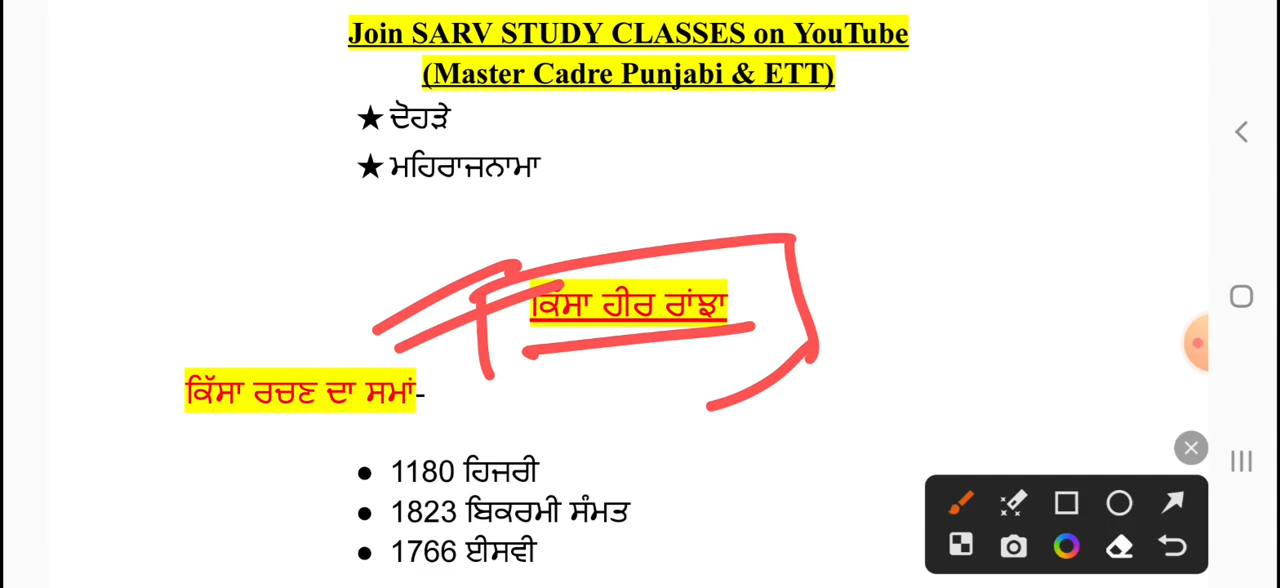 Join SARV STUDY CLASSES on YouTube
(Master Cadre Punjabi & ETT)
★ ਦੋਹੜੇ
★ ਮਹਿਰਾਜਨਾਮਾ
ਕਿੱਸਾ ਹੀਰ ਰਾਂਝਾ
ਕਿੱਸਾ ਰਚਣ ਦਾ ਸਮਾਂ-
● 1180 ਹਿਜਰੀ
● 1823 ਬਿਕਰਮੀ ਸੰਮਤ
● 1766 ਈਸਵੀ